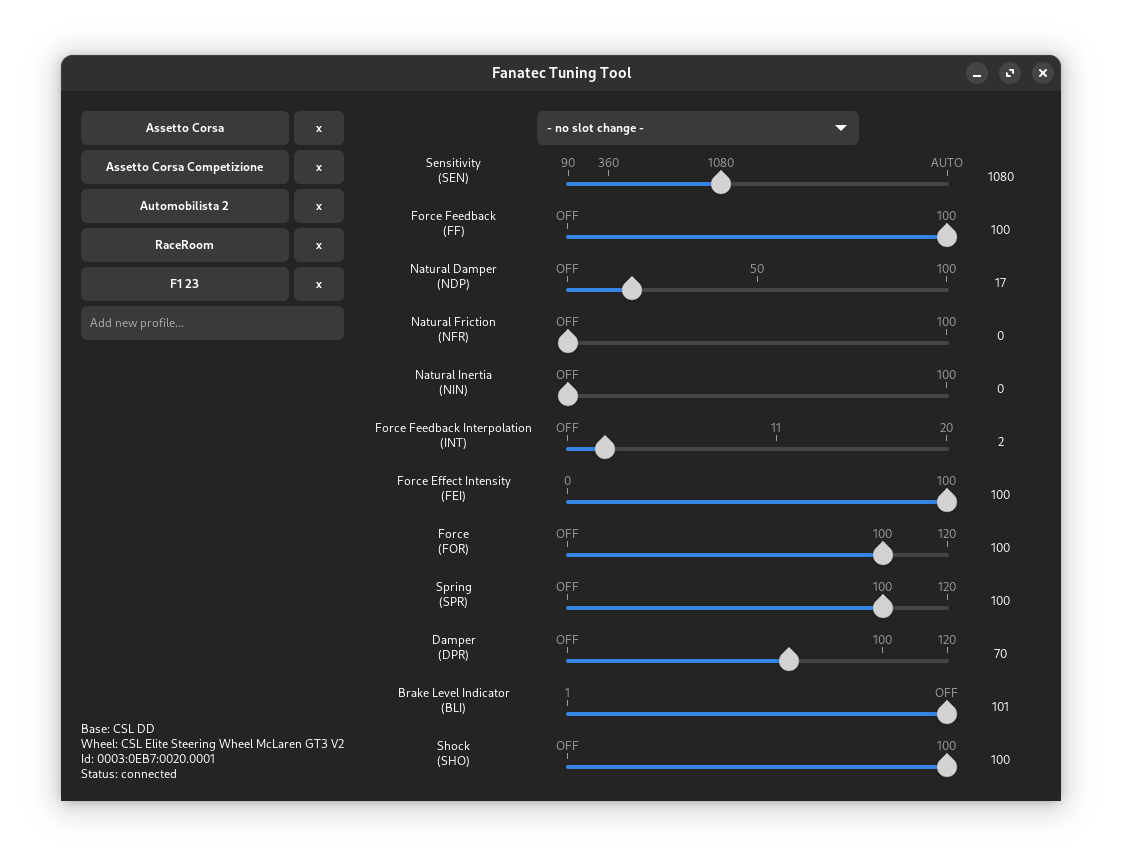 Fanatec Tuning Tool
Assetto Corsa x
Assetto Corsa Competizione x
Automobilista 2 x
RaceRoom x
F1 23 x
Add new profile...
Base: CSL DD
Wheel: CSL Elite Steering Wheel McLaren GT3 V2
Id: 0003:0EB7:0020.0001
Status: connected
- no slot change -
Sensitivity
(SEN)
90 360 1080 AUTO
1080
Force Feedback
(FF)
OFF 100
100
Natural Damper
(NDP)
OFF 50 100
17
Natural Friction
(NFR)
OFF 100
0
Natural Inertia
(NIN)
OFF 100
0
Force Feedback Interpolation
(INT)
OFF 11 20
2
Force Effect Intensity
(FEI)
0 100
100
Force
(FOR)
OFF 100 120
100
Spring
(SPR)
OFF 100 120
100
Damper
(DPR)
OFF 100 120
70
Brake Level Indicator
(BLI)
1 OFF
101
Shock
(SHO)
OFF 100
100